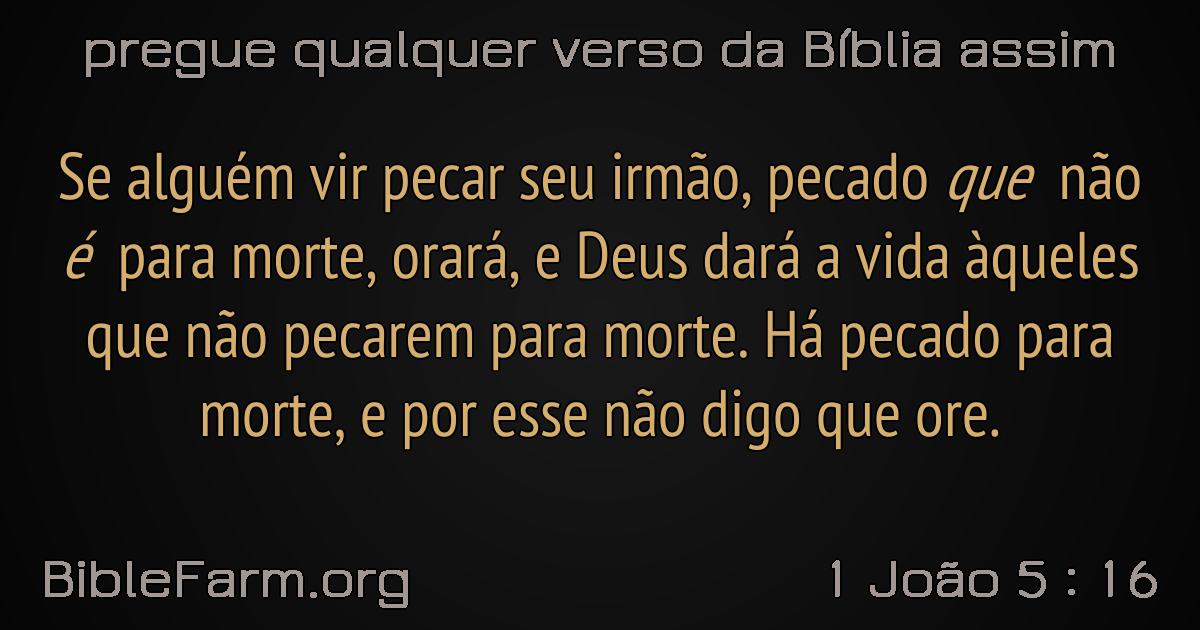 pregue qualquer verso da Bíblia assim
Se alguém vir pecar seu irmão, pecado que não
é para morte, orará, e Deus dará a vida àqueles
que não pecarem para morte. Há pecado para
morte, e por esse não digo que ore.
BibleFarm.org
1 João 5 : 16